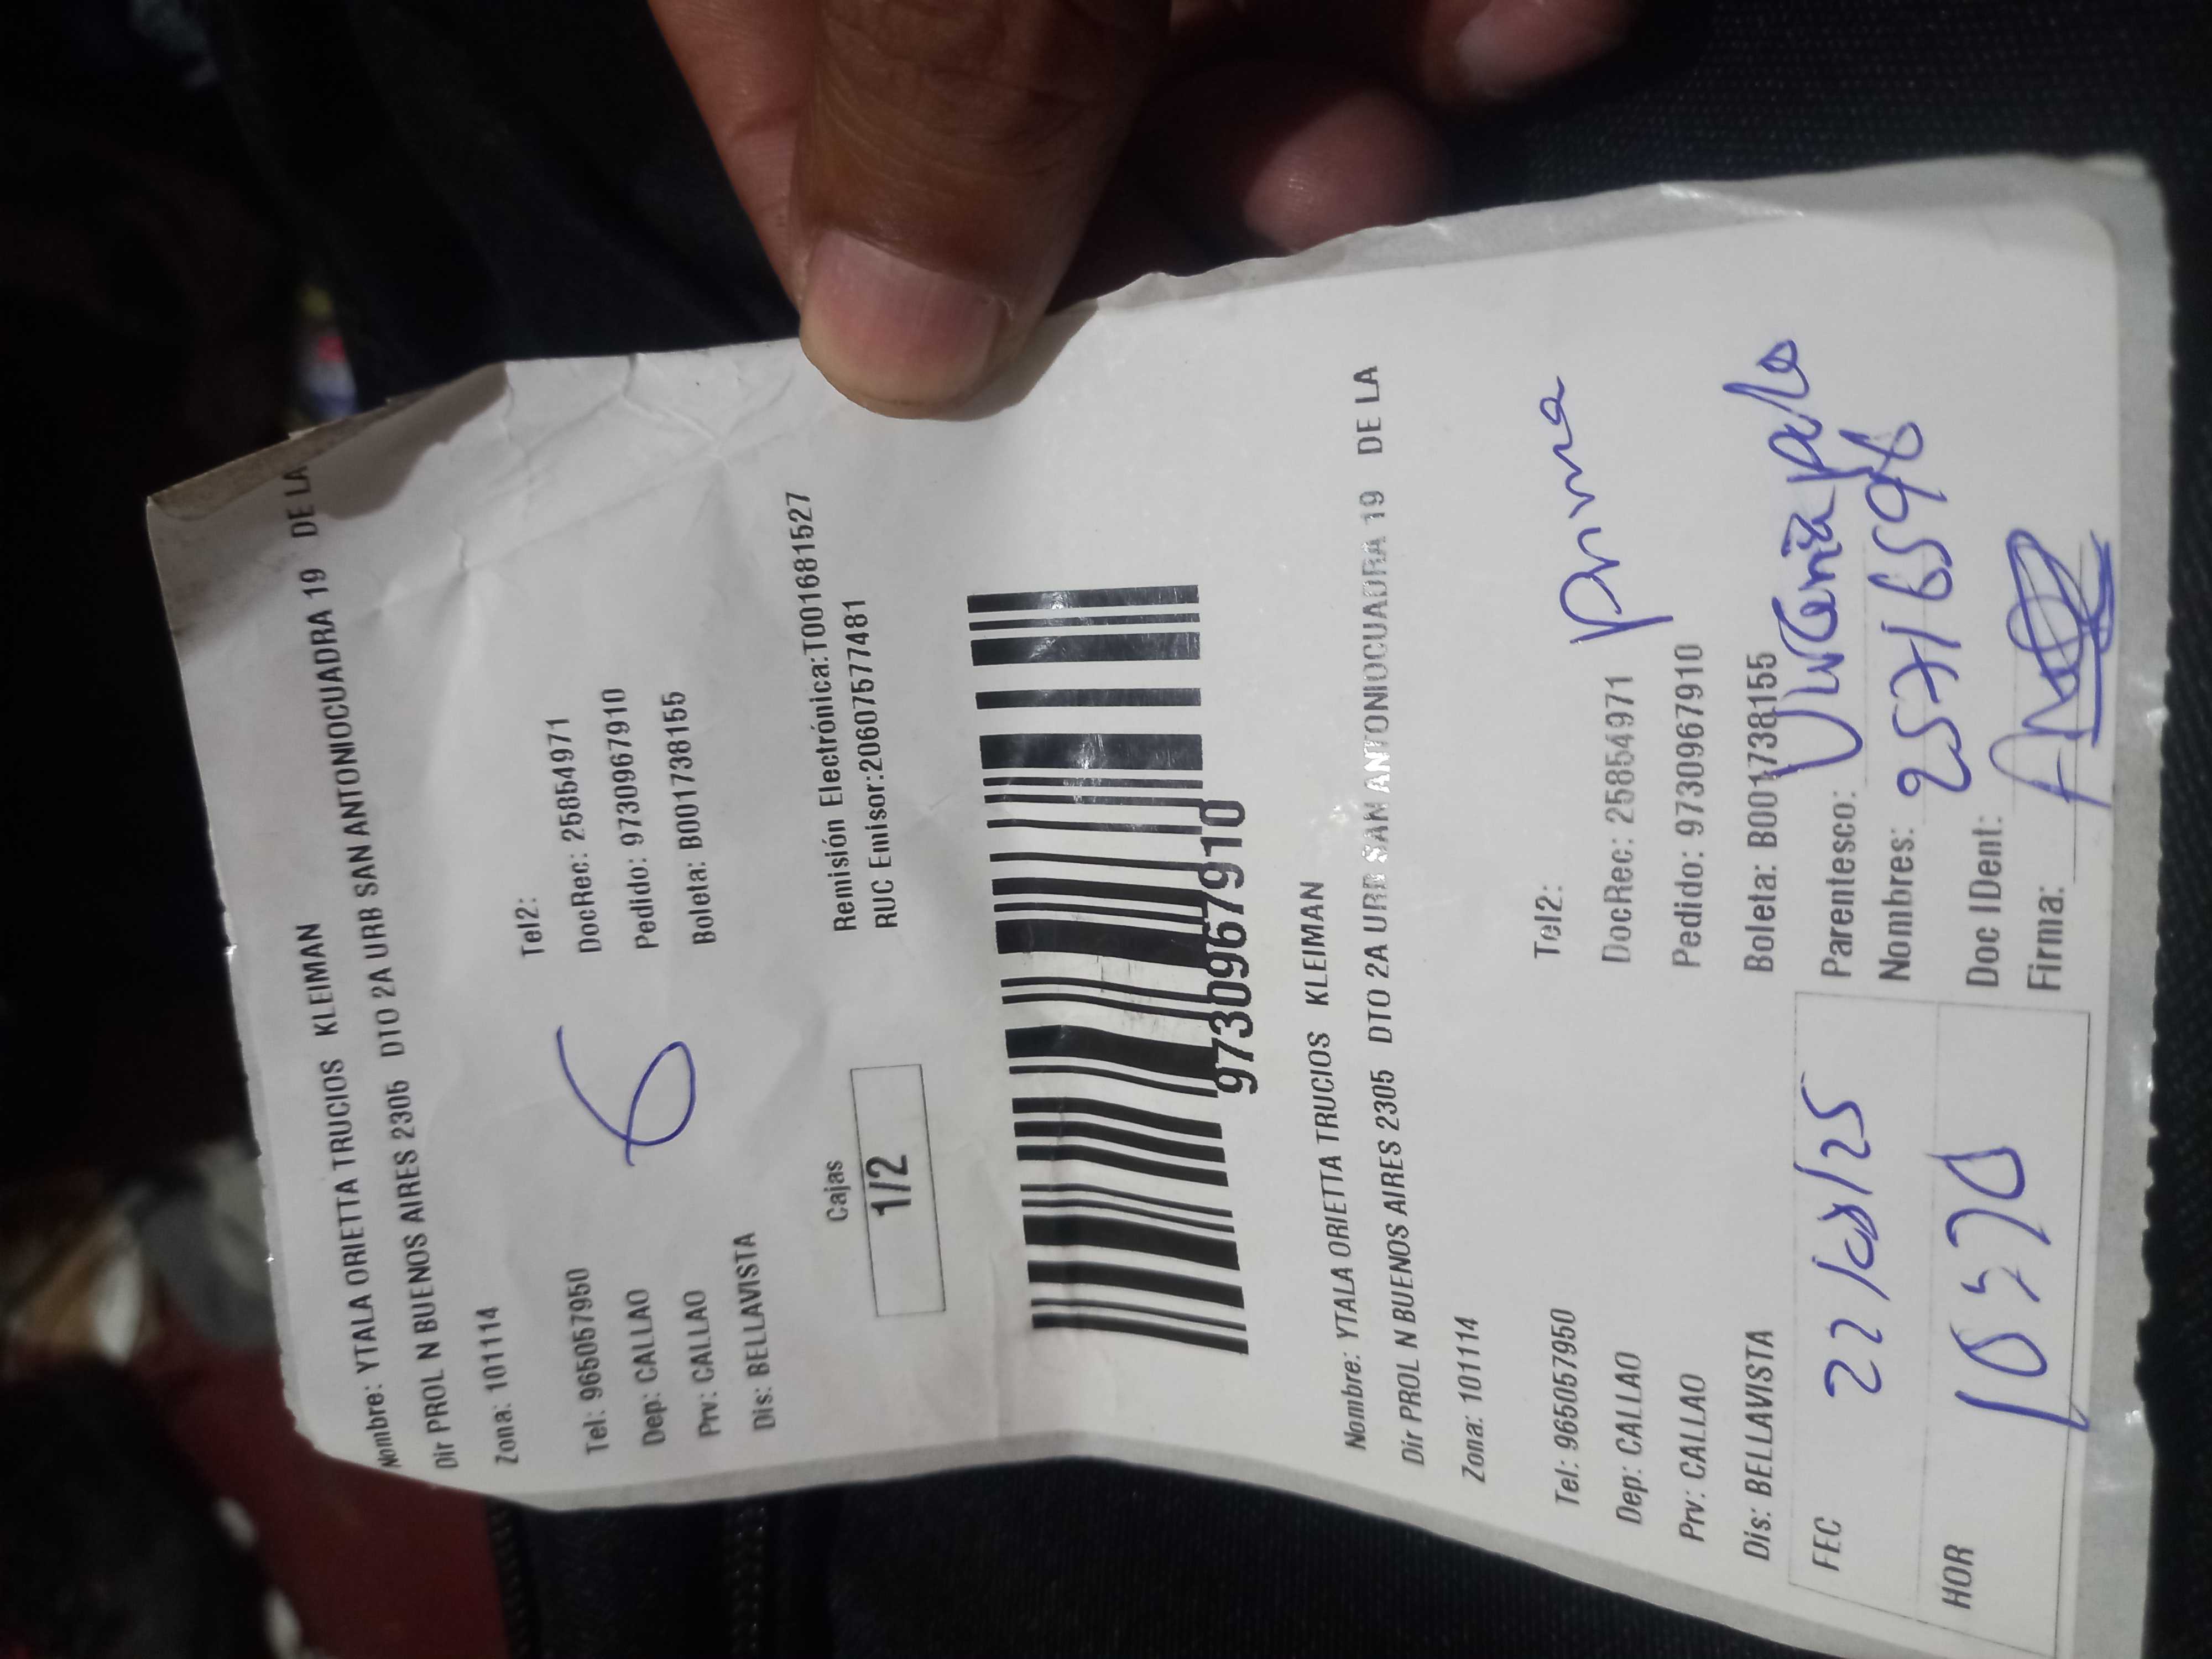 Nombre: YTALA ORIETTA TRUCIOS KLEIMAN
Dir PROL N BUENOS AIRES 2305 DTO 2A URB SAN ANTONIOCUADRA 19 DE LA
Zona: 101114
Tel: 965057950 Tel2:
Dep: CALLAO DocRec: 25854971
Prv: CALLAO Pedido: 9730967910
Dis: BELLAVISTA Boleta: B001738155
6
Cajas
1/2
Remisión Electrónica:T001681527
RUC Emisor:20607577481
9730967910
Nombre: YTALA ORIETTA TRUCIOS KLEIMAN
Dir PROL N BUENOS AIRES 2305 DTO 2A URB SAN ANTONIOCUADRA 19 DE LA
Zona: 101114
Tel: 965057950 Tel2:
Dep: CALLAO DocRec: 25854971
prima
Prv: CALLAO Pedido: 9730967910
Dis: BELLAVISTA Boleta: B001738155
FEC 22/08/25
Parentesco:
Nombres:
HOR
Doc IDent: 25716598
Firma: